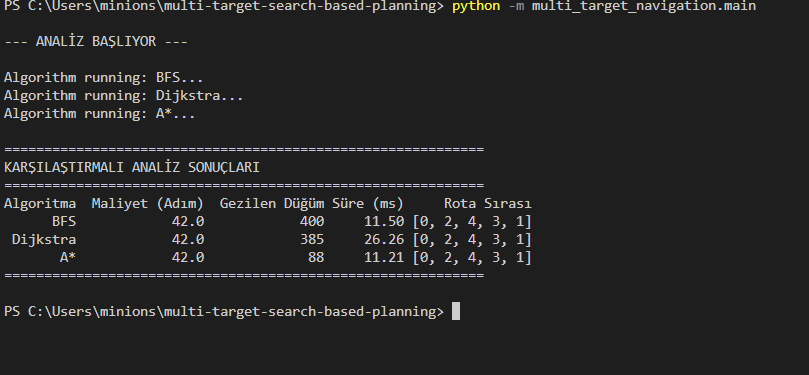 PS C:\Users\minions\multi-target-search-based-planning> python -m multi_target_navigation.main
--- ANALİZ BAŞLIYOR ---
Algorithm running: BFS...
Algorithm running: Dijkstra...
Algorithm running: A*...
============================================================
KARŞILAŞTIRMALI ANALİZ SONUÇLARI
============================================================
Algoritma  Maliyet (Adım)  Gezilen Düğüm Süre (ms)     Rota Sırası
      BFS            42.0            400     11.50 [0, 2, 4, 3, 1]
 Dijkstra            42.0            385     26.26 [0, 2, 4, 3, 1]
       A*            42.0             88     11.21 [0, 2, 4, 3, 1]
============================================================
PS C:\Users\minions\multi-target-search-based-planning>